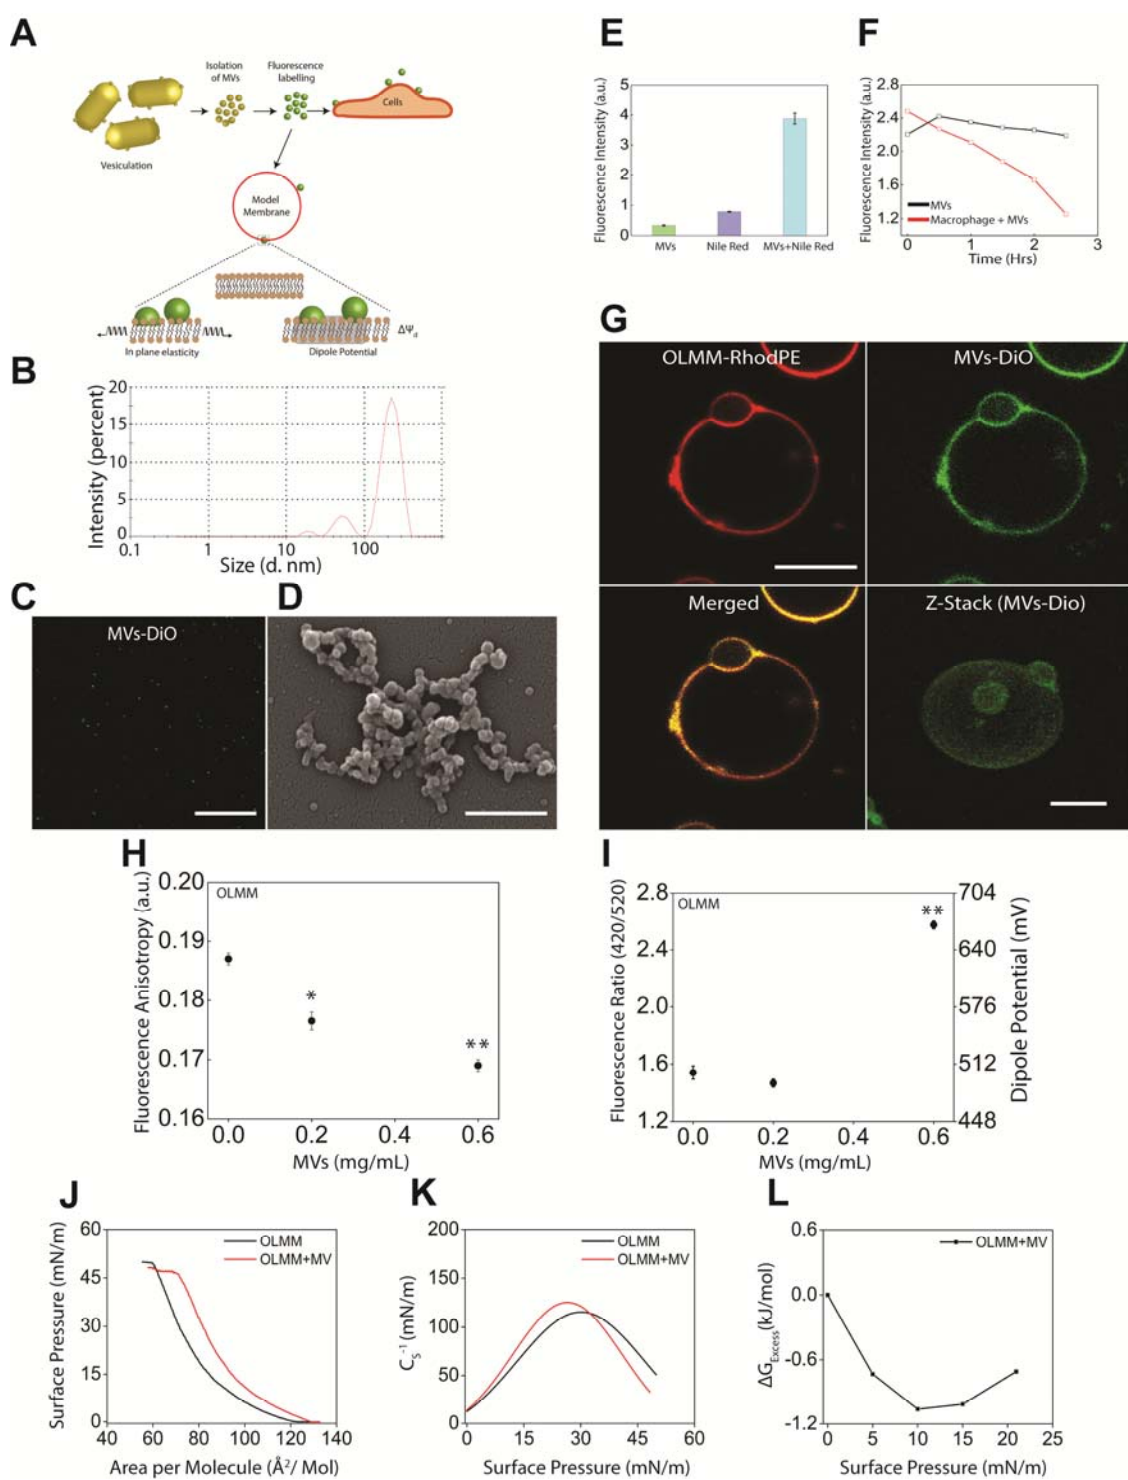 A
Isolation
of MVs
Fluorescence
labelling
Cells
Vesiculation
Model
Membrane
In plane elasticity
Dipole Potential
ΔΨd
B
Intensity (percent)
20
15
10
5
0
0.1
1
10
100
Size (d. nm)
C
MVs-DiO
D
E
Fluorescence Intensity (a.u.)
5
4
3
2
1
0
MVs
Nile Red
MVs+Nile Red
F
Fluorescence Intensity (a.u.)
2.8
2.4
2.0
1.6
1.2
MVs
Macrophage + MVs
0
1
2
3
Time (Hrs)
G
OLMM-RhodPE
MVs-DiO
Merged
Z-Stack (MVs-Dio)
H
Fluorescence Anisotropy (a.u.)
0.20
0.19
0.18
0.17
0.16
OLMM
*
**
0.0
0.2
0.4
0.6
MVs (mg/mL)
I
Fluorescence Ratio (420/520)
2.8
2.4
2.0
1.6
1.2
OLMM
**
704
640
576
512
448
Dipole Potential (mV)
0.0
0.2
0.4
0.6
MVs (mg/mL)
J
Surface Pressure (mN/m)
60
45
30
15
0
OLMM
OLMM+MV
40
60
80
100
120
140
Area per Molecule (Å²/ Mol)
K
Cs⁻¹ (mN/m)
200
150
100
50
0
OLMM
OLMM+MV
0
15
30
45
60
Surface Pressure (mN/m)
L
ΔGExcess(kJ/mol)
0.6
0.0
-0.6
-1.2
OLMM+MV
0
5
10
15
20
25
Surface Pressure (mN/m)